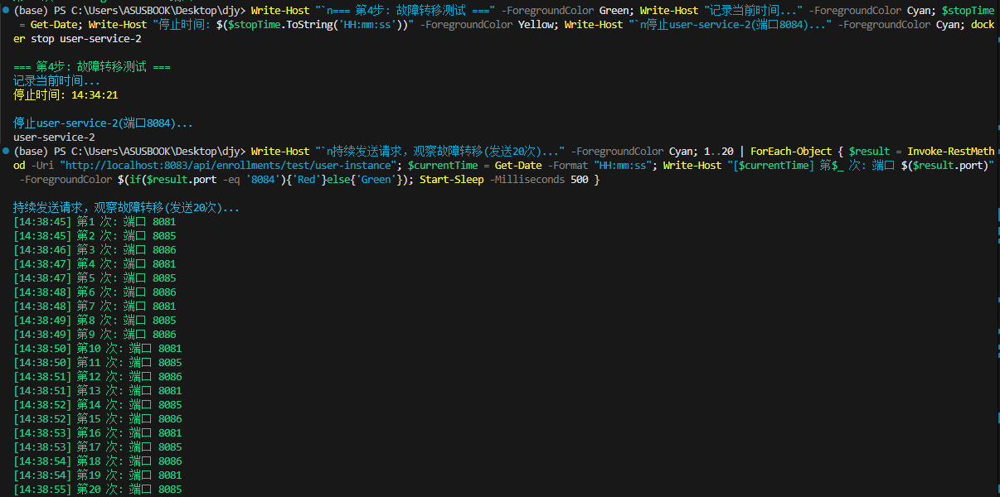 (base) PS C:\Users\ASUSBOOK\Desktop\djy> Write-Host "`n=== 第4步: 故障转移测试 ===" -ForegroundColor Green; Write-Host "记录当前时间..." -ForegroundColor Cyan; $stopTime
= Get-Date; Write-Host "停止时间: $($stopTime.ToString('HH:mm:ss'))" -ForegroundColor Yellow; Write-Host "`n停止user-service-2(端口8084)..." -ForegroundColor Cyan; dock
er stop user-service-2
=== 第4步: 故障转移测试 ===
记录当前时间...
停止时间: 14:34:21
停止user-service-2(端口8084)...
user-service-2
(base) PS C:\Users\ASUSBOOK\Desktop\djy> Write-Host "`n持续发送请求，观察故障转移(发送20次)..." -ForegroundColor Cyan; 1..20 | ForEach-Object { $result = Invoke-RestMeth
od -Uri "http://localhost:8083/api/enrollments/test/user-instance"; $currentTime = Get-Date -Format "HH:mm:ss"; Write-Host "[$currentTime] 第$_ 次: 端口 $($result.port)"
-ForegroundColor $(if($result.port -eq '8084'){'Red'}else{'Green'}); Start-Sleep -Milliseconds 500 }
持续发送请求，观察故障转移(发送20次)...
[14:38:45] 第1 次: 端口 8081
[14:38:45] 第2 次: 端口 8085
[14:38:46] 第3 次: 端口 8086
[14:38:47] 第4 次: 端口 8081
[14:38:47] 第5 次: 端口 8085
[14:38:48] 第6 次: 端口 8086
[14:38:48] 第7 次: 端口 8081
[14:38:49] 第8 次: 端口 8085
[14:38:49] 第9 次: 端口 8086
[14:38:50] 第10 次: 端口 8081
[14:38:50] 第11 次: 端口 8085
[14:38:51] 第12 次: 端口 8086
[14:38:51] 第13 次: 端口 8081
[14:38:52] 第14 次: 端口 8085
[14:38:52] 第15 次: 端口 8086
[14:38:53] 第16 次: 端口 8081
[14:38:53] 第17 次: 端口 8085
[14:38:54] 第18 次: 端口 8086
[14:38:54] 第19 次: 端口 8081
[14:38:55] 第20 次: 端口 8085